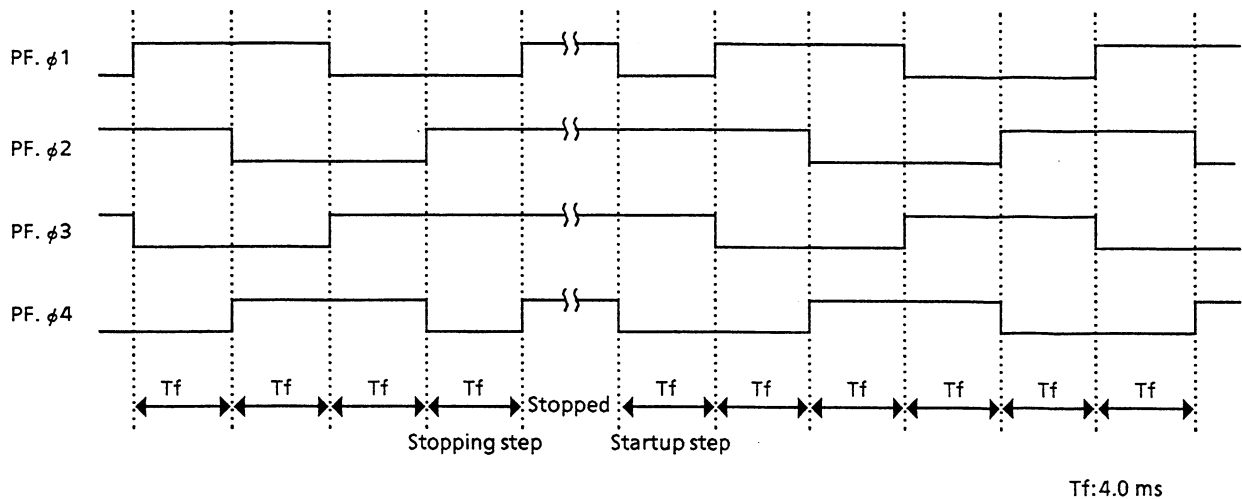 PF. φ1
PF. φ2
PF. φ3
PF. φ4
Tf Tf Tf Tf Stopped Tf Tf Tf Tf Tf Tf
Stopping step Startup step
Tf:4.0 ms